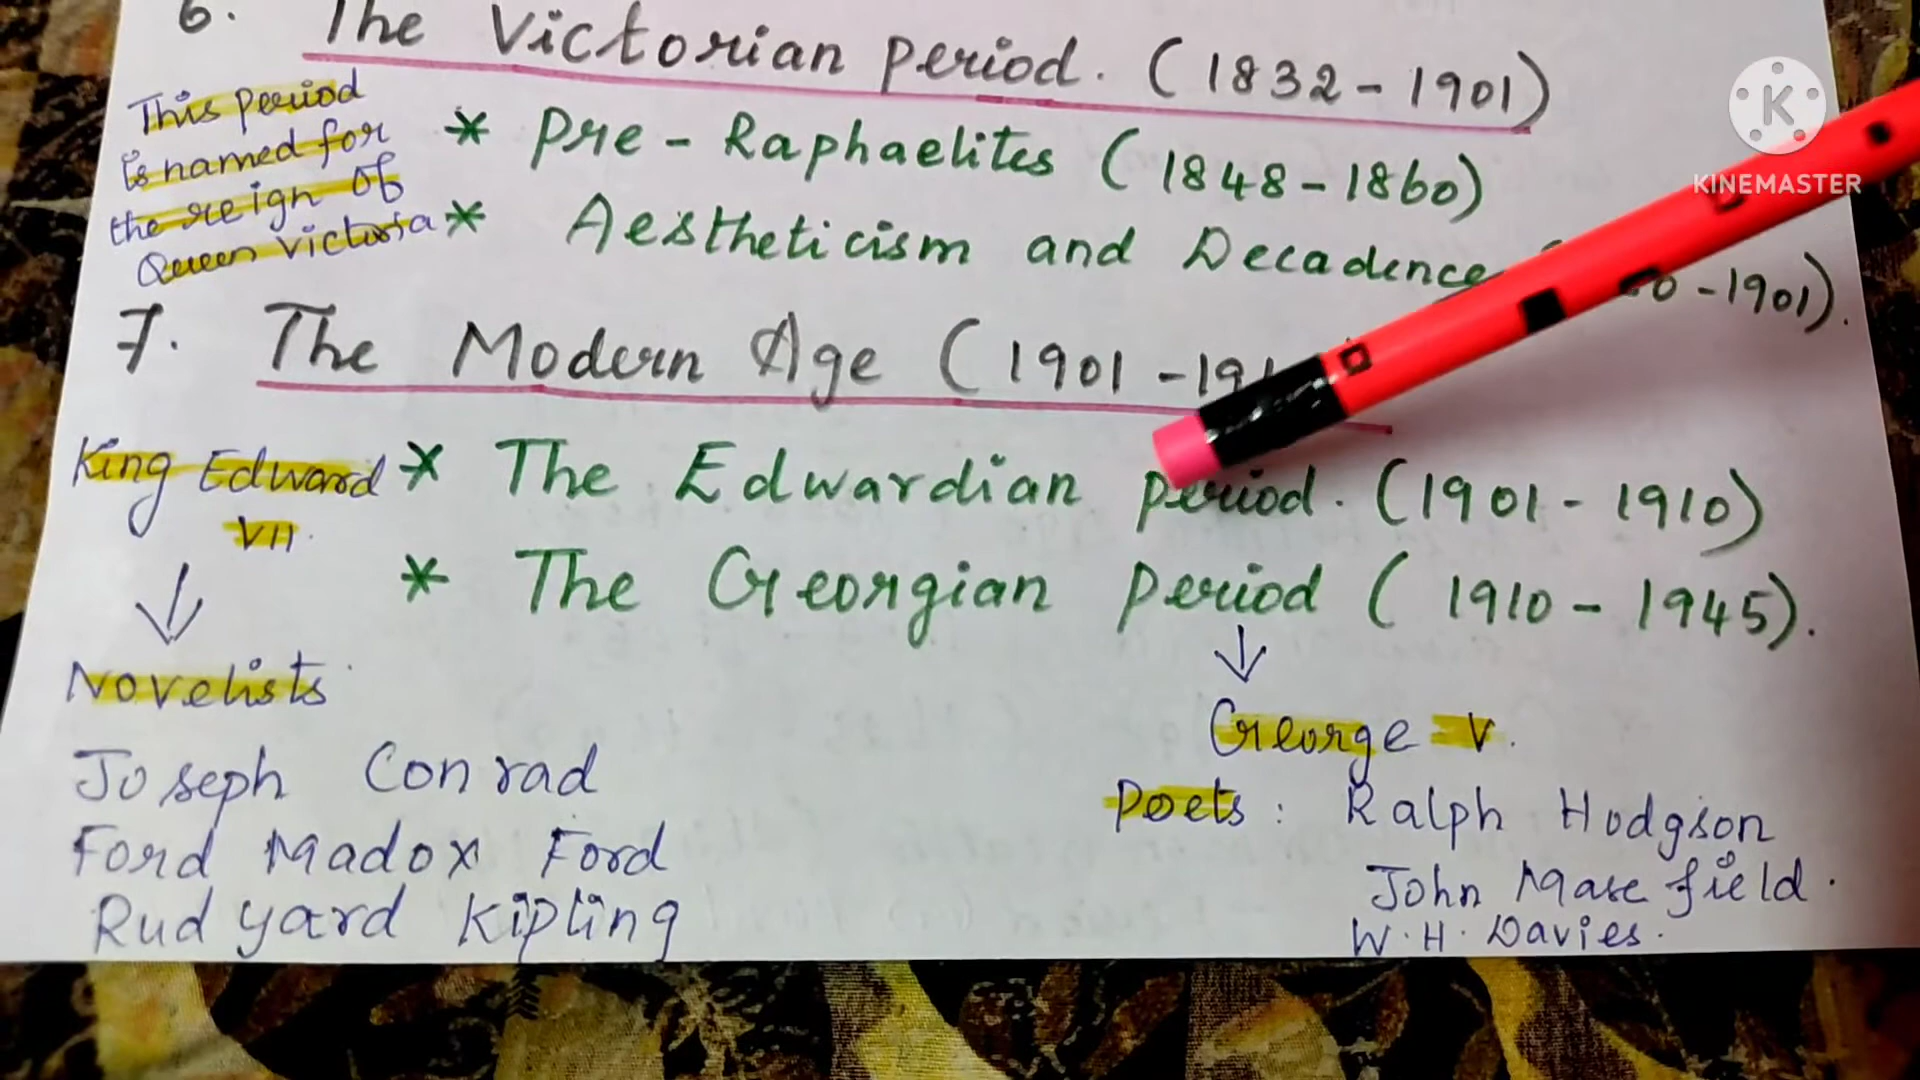 6. The Victorian period. (1832-1901)
This period
is named for
the reign of
Queen Victoria
* Pre-Raphaelites (1848-1860)
* Aestheticism and Decadence -1901).
7. The Modern Age (1901 -
King Edward
VII.
* The Edwardian period. (1901-1910)
* The Georgian Period (1910-1945).
Novelists
Joseph Conrad
Ford Madox Ford
Rudyard Kipling
George V.
Poets: Ralph Hodgson
John Masefield.
W.H. Davies.
K
KINEMASTER